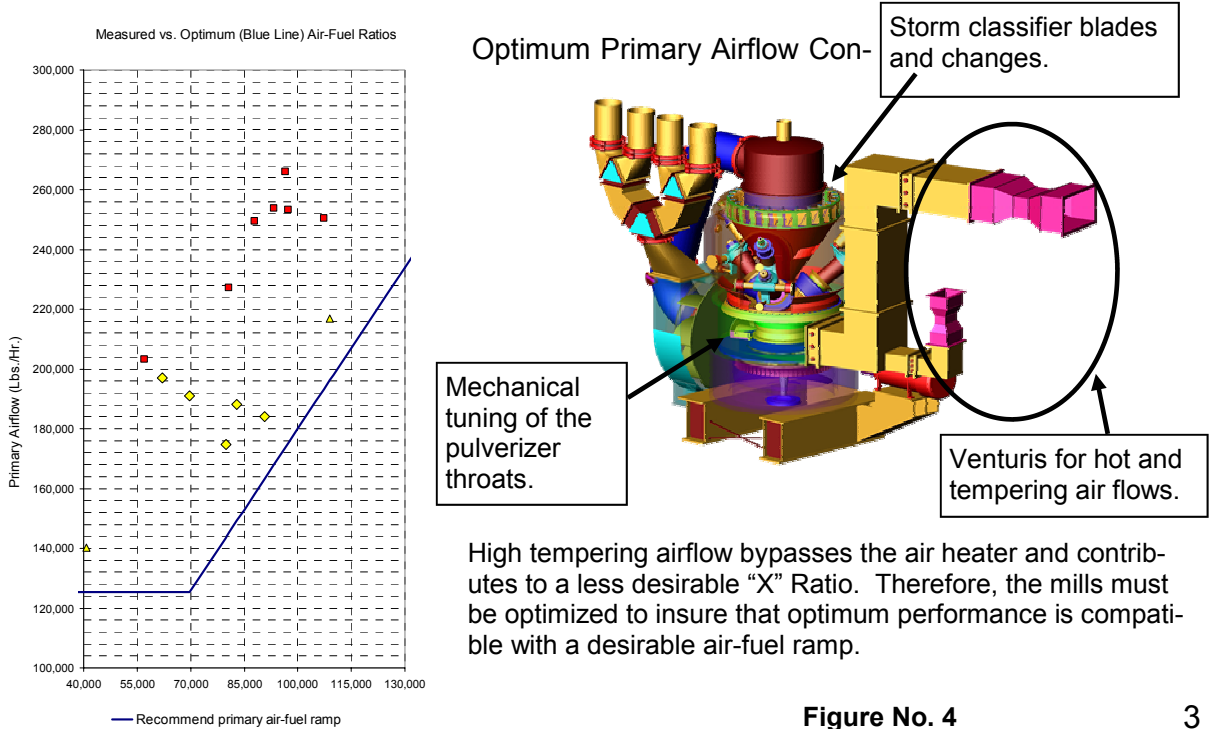 Measured vs. Optimum (Blue Line) Air-Fuel Ratios
300,000
280,000
260,000
240,000
220,000
200,000
180,000
160,000
140,000
120,000
100,000
Primary Airflow (Lbs./Hr.)
40,000 55,000 70,000 85,000 100,000 115,000 130,000
Recommend primary air-fuel ramp
Optimum Primary Airflow Con-
Storm classifier blades
and changes.
Mechanical
tuning of the
pulverizer
throats.
Venturis for hot and
tempering air flows.
High tempering airflow bypasses the air heater and contrib-
utes to a less desirable “X” Ratio. Therefore, the mills must
be optimized to insure that optimum performance is compati-
ble with a desirable air-fuel ramp.
Figure No. 4
3